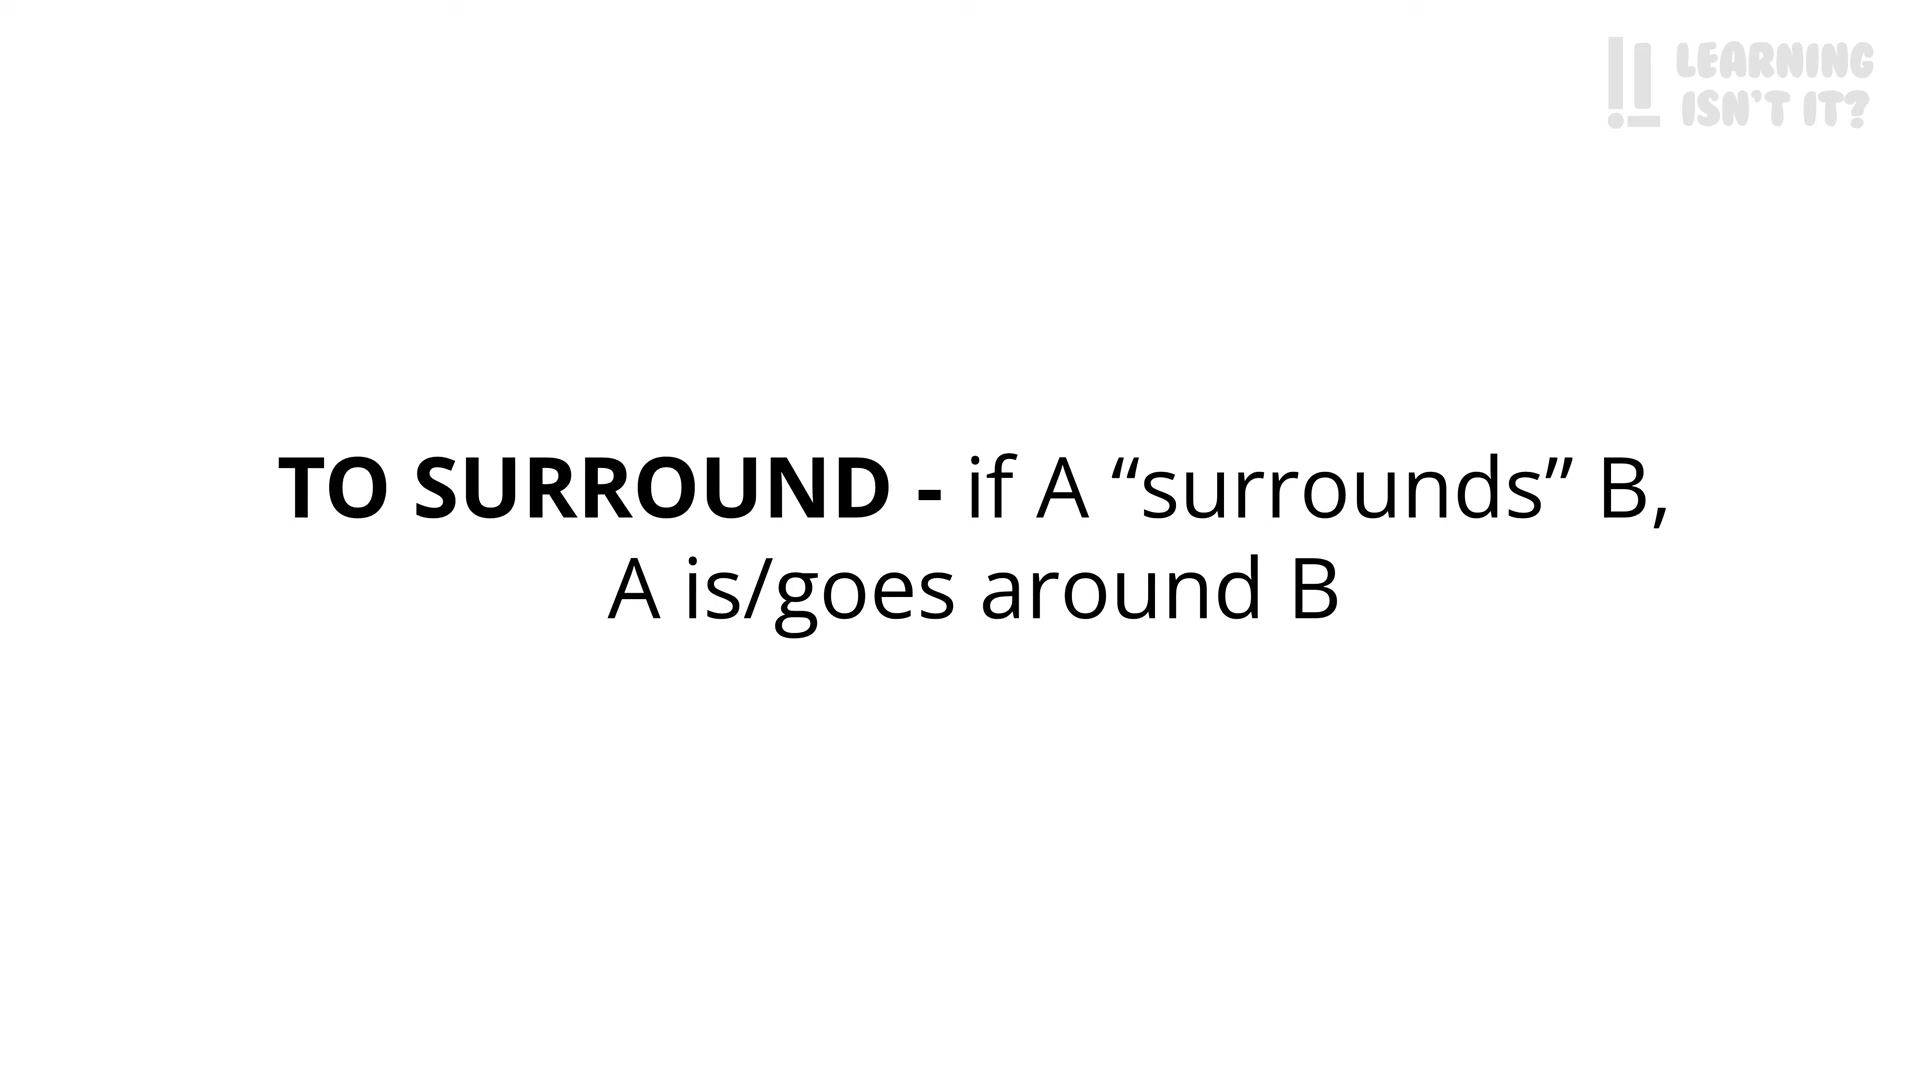 LEARNING
ISN'T IT?
TO SURROUND - if A “surrounds” B,
A is/goes around B